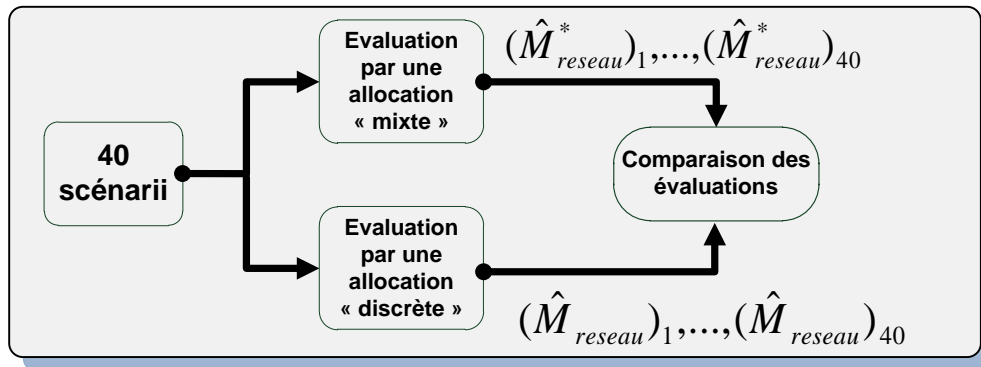 40
scénarii
Evaluation
par une
allocation
« mixte »
(M̂*reseau)1,...,(M̂*reseau)40
Comparaison des
évaluations
Evaluation
par une
allocation
« discrète »
(M̂reseau)1,...,(M̂reseau)40